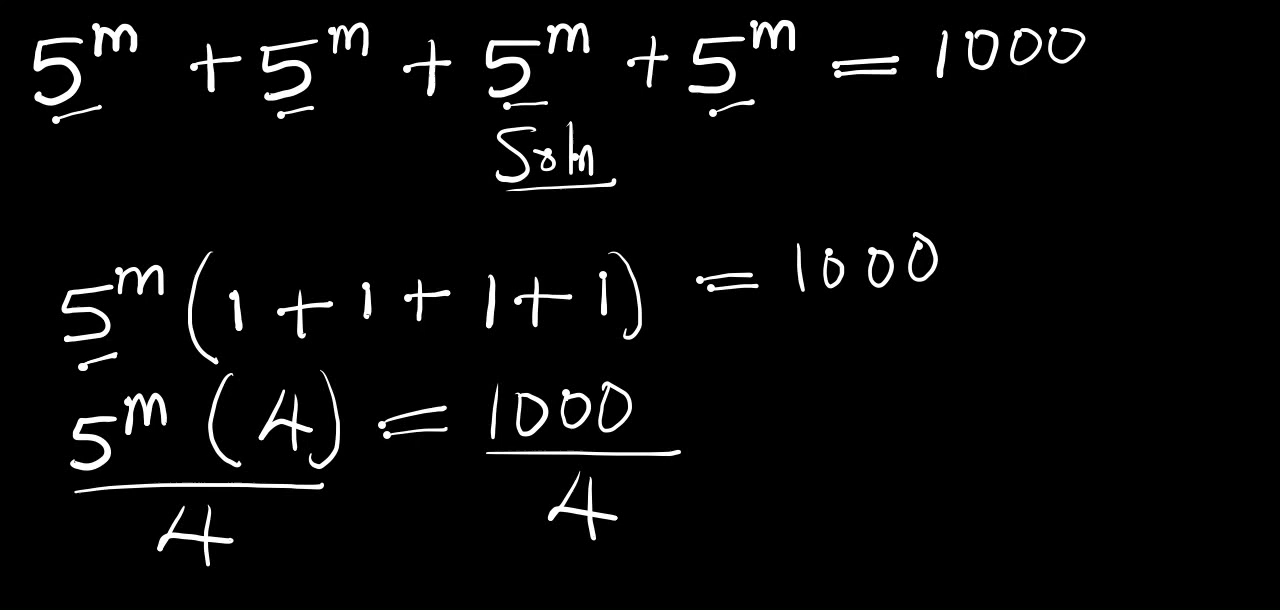 5^m + 5^m + 5^m + 5^m = 1000
Soln
5^m (1 + 1 + 1 + 1) = 1000
5^m (4) = 1000
4 4